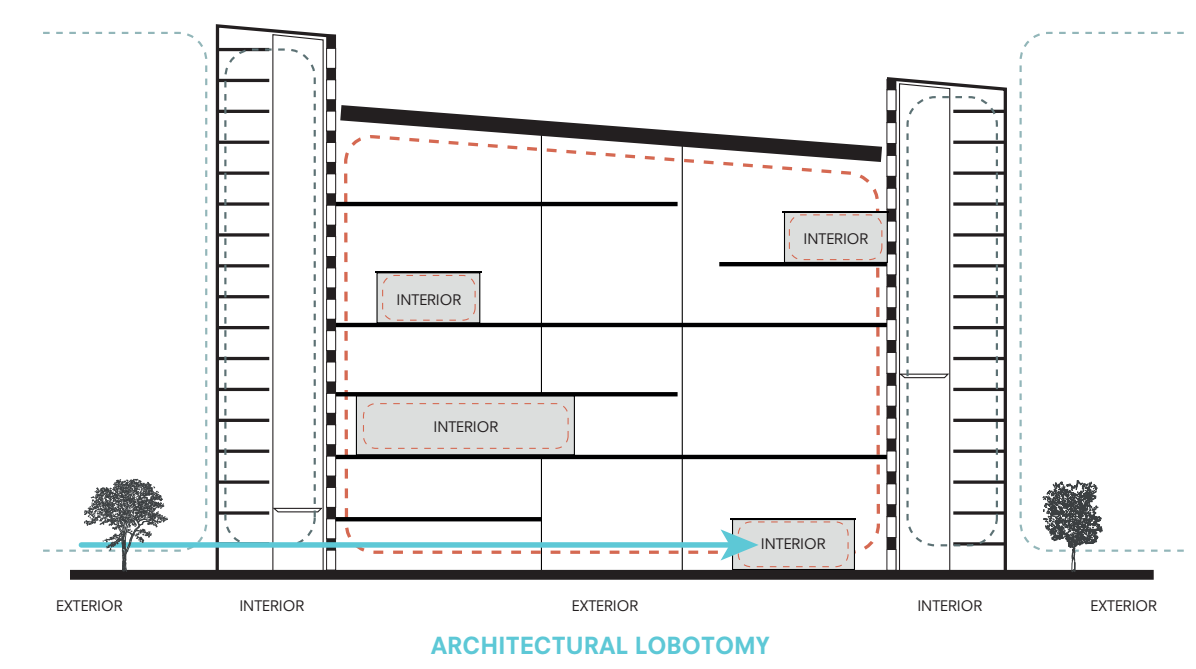 INTERIOR
INTERIOR
INTERIOR
INTERIOR
EXTERIOR INTERIOR EXTERIOR INTERIOR EXTERIOR
ARCHITECTURAL LOBOTOMY